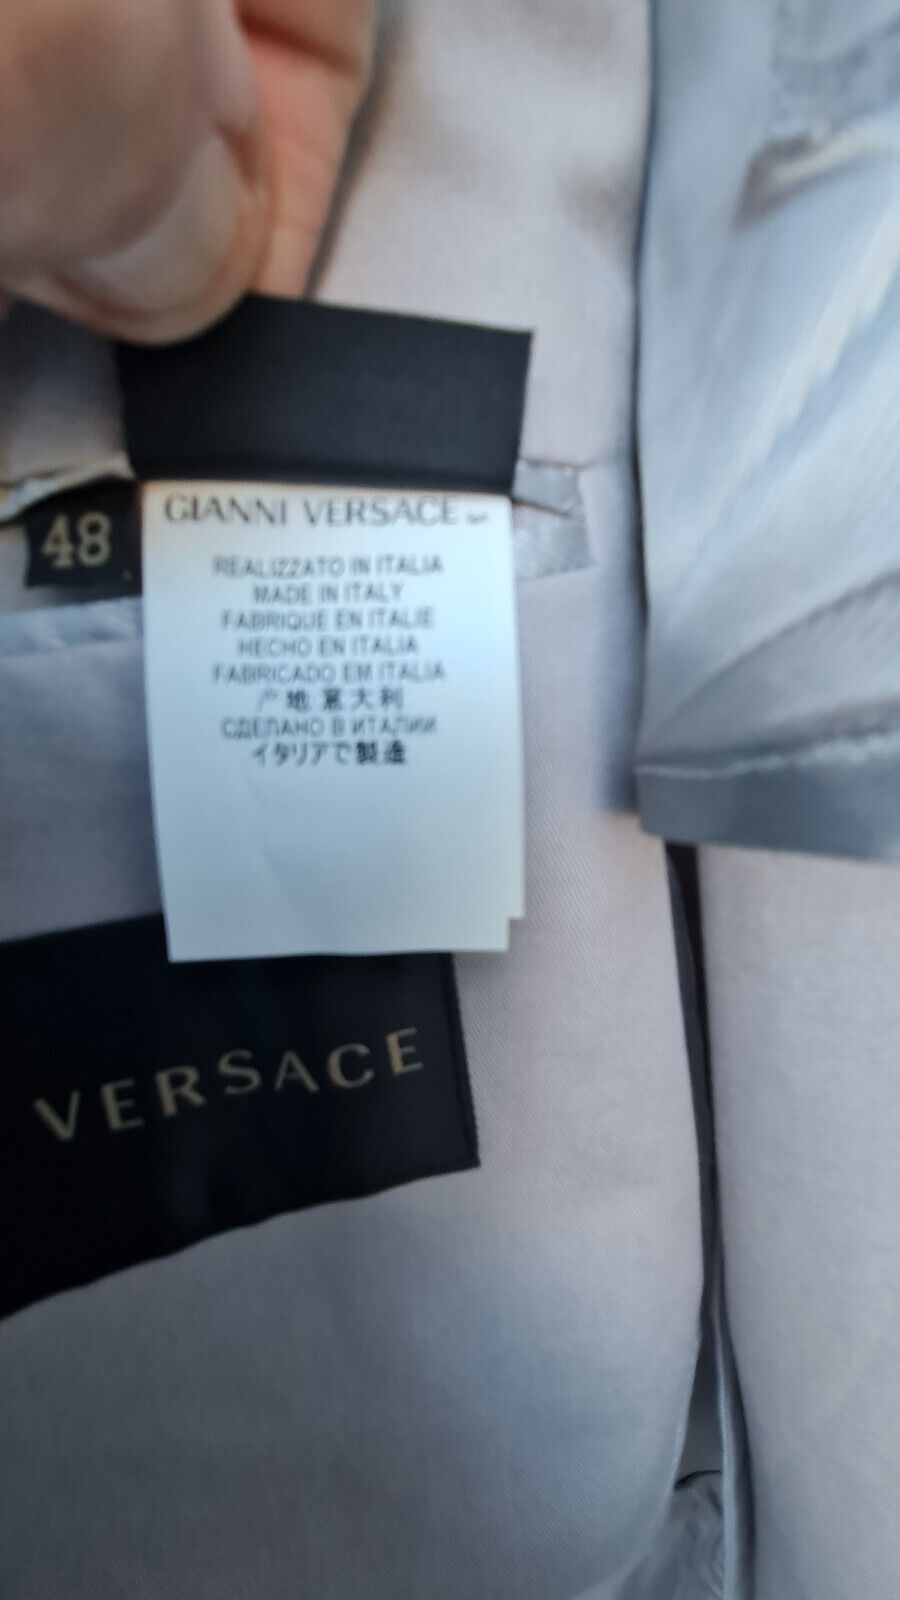 GIANNI VERSACE
48
REALIZZATO IN ITALIA
MADE IN ITALY
FABRIQUE EN ITALIE
HECHO EN ITALIA
FABRICADO EM ITALIA
产地意大利
СДЕЛАНО В ИТАЛИИ
イタリアで製造
VERSACE